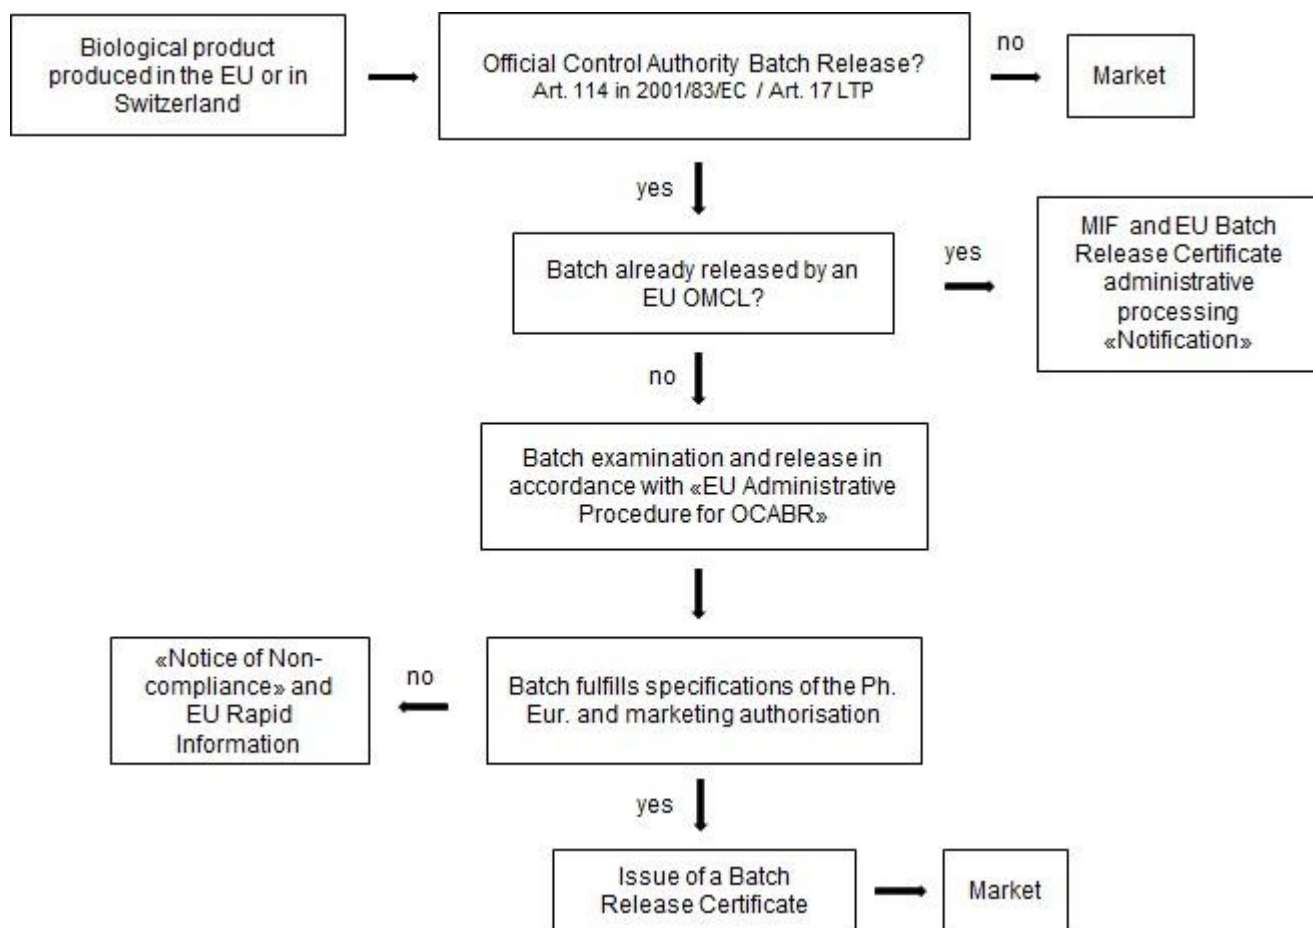 Biological product
produced in the EU or in
Switzerland
Official Control Authority Batch Release?
Art. 114 in 2001/83/EC / Art. 17 LTP
no
Market
yes
Batch already released by an
EU OMCL?
yes
MIF and EU Batch
Release Certificate
administrative
processing
«Notification»
no
Batch examination and release in
accordance with «EU Administrative
Procedure for OCABR»
«Notice of Non-
compliance» and
EU Rapid
Information
no
Batch fulfills specifications of the Ph.
Eur. and marketing authorisation
yes
Issue of a Batch
Release Certificate
Market